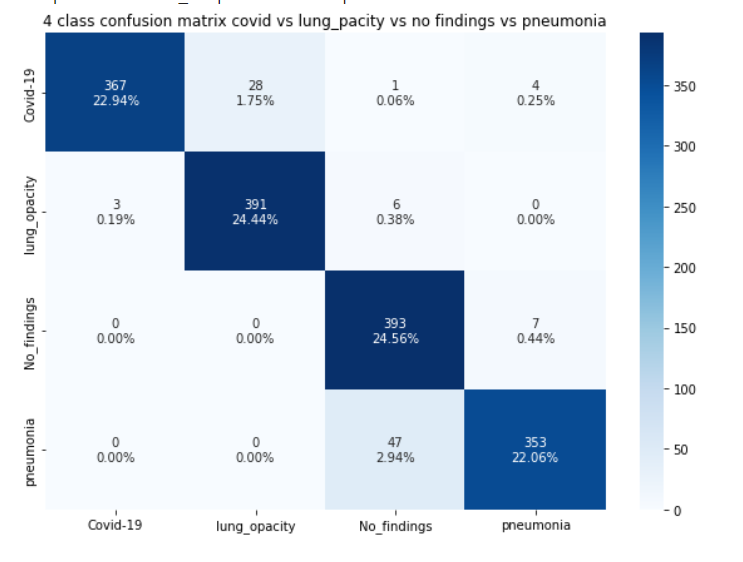 4 class confusion matrix covid vs lung_pacity vs no findings vs pneumonia
Covid-19
367 28 1 4
22.94% 1.75% 0.06% 0.25%
lung_opacity
3 391 6 0
0.19% 24.44% 0.38% 0.00%
No_findings
0 0 393 7
0.00% 0.00% 24.56% 0.44%
pneumonia
0 0 47 353
0.00% 0.00% 2.94% 22.06%
Covid-19 lung_opacity No_findings pneumonia
350
300
250
200
150
100
50
0